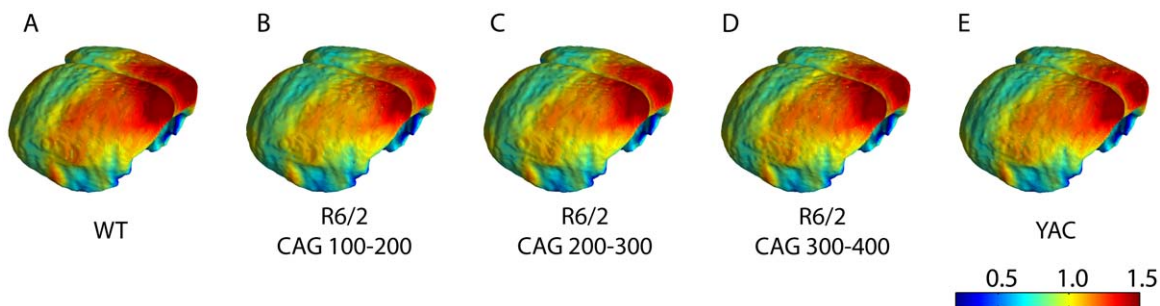 A B C D E
WT
R6/2
CAG 100-200
R6/2
CAG 200-300
R6/2
CAG 300-400
YAC
0.5 1.0 1.5